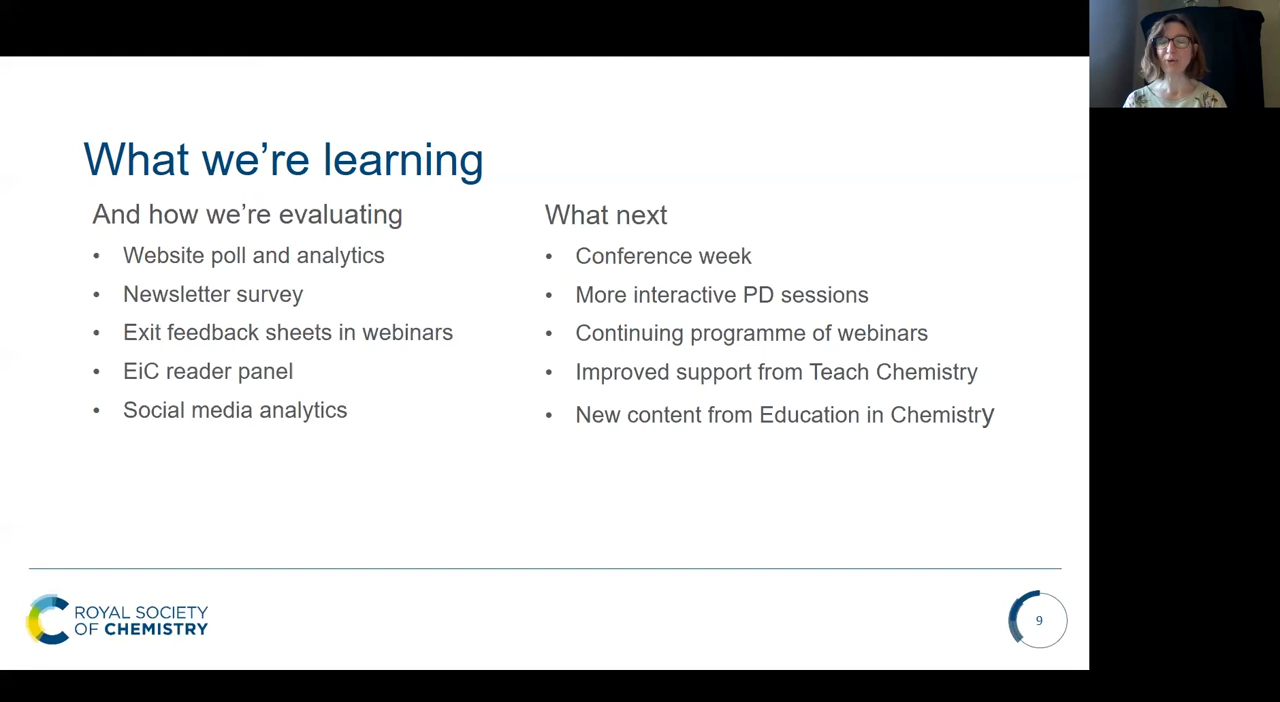 What we're learning
And how we're evaluating
• Website poll and analytics
• Newsletter survey
• Exit feedback sheets in webinars
• EiC reader panel
• Social media analytics
What next
• Conference week
• More interactive PD sessions
• Continuing programme of webinars
• Improved support from Teach Chemistry
• New content from Education in Chemistry
ROYAL SOCIETY
OF CHEMISTRY
9